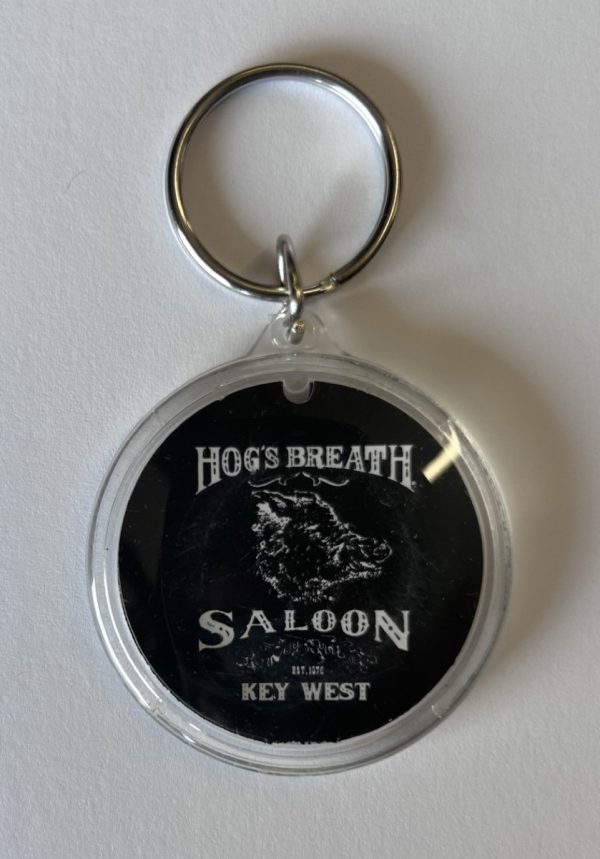 HOG'S BREATH
SALOON
EST. 1976
KEY WEST